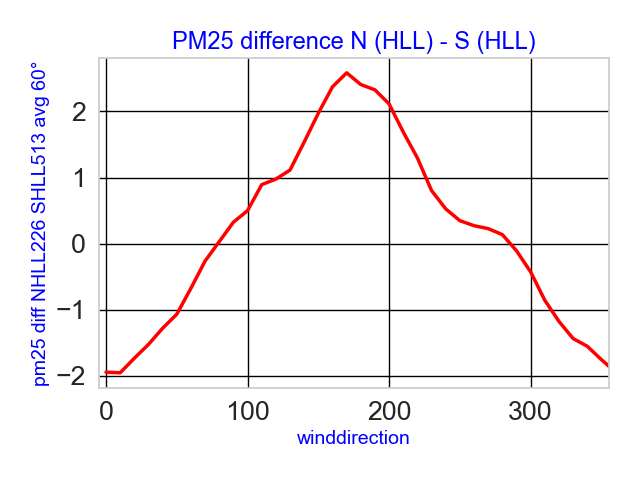 PM25 difference N (HLL) - S (HLL)
pm25 diff NHLL226 SHLL513 avg 60°
2
1
0
−1
−2
0 100 200 300
winddirection